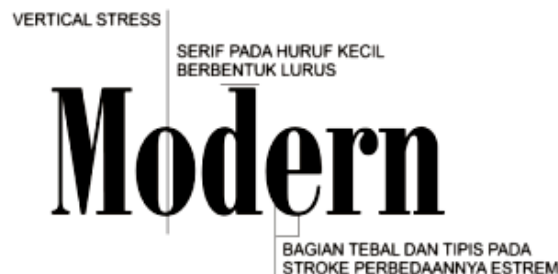 VERTICAL STRESS
SERIF PADA HURUF KECIL
BERBENTUK LURUS
Modern
BAGIAN TEBAL DAN TIPIS PADA
STROKE PERBEDAANNYA ESTREM